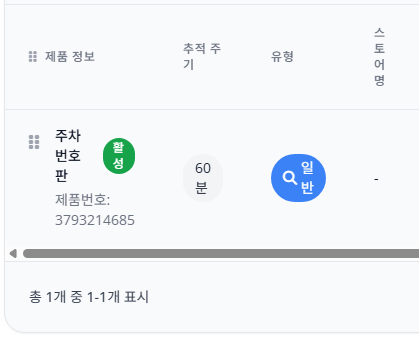 제품 정보
추적 주
기
유형
스
토
어
명
주차
번호
판
활
성
제품번호:
3793214685
60
분
일
반
-
총 1개 중 1-1개 표시